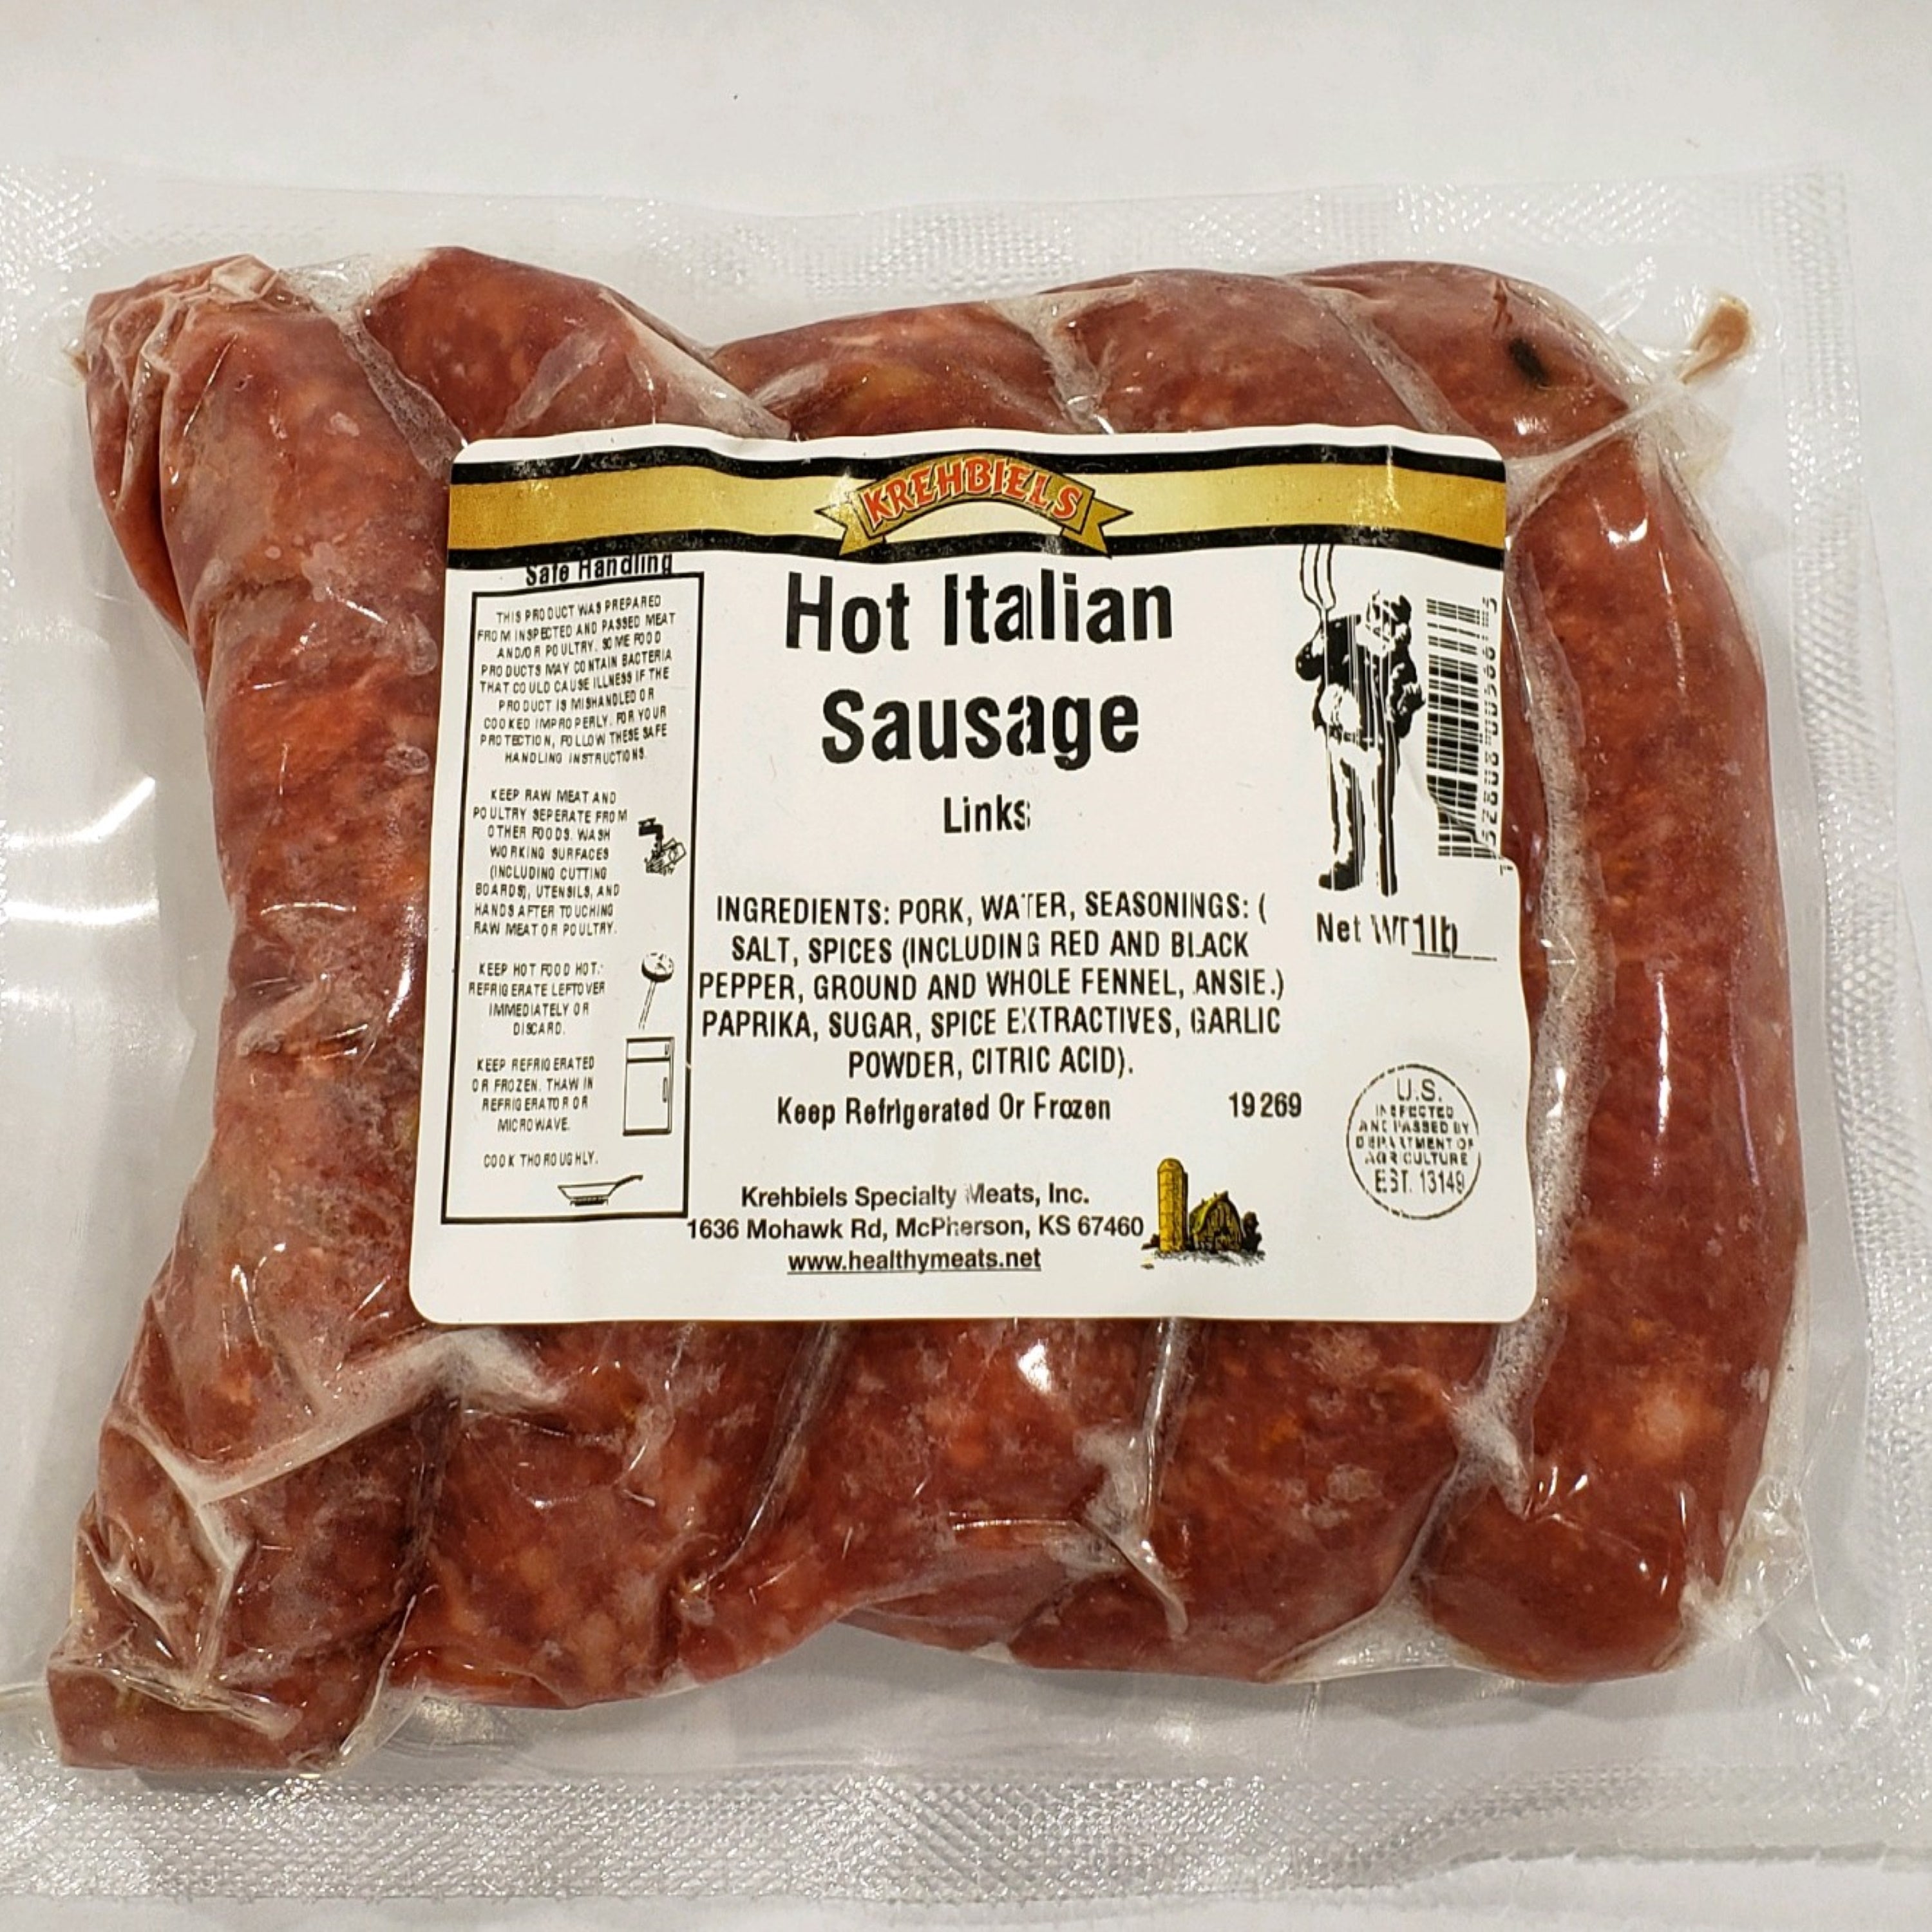 KREHBIELS
Safe Handling
THIS PRODUCT WAS PREPARED
FROM INSPECTED AND PASSED MEAT
AND/OR POULTRY. SOME FOOD
PRODUCTS MAY CONTAIN BACTERIA
THAT COULD CAUSE ILLNESS IF THE
PRODUCT IS MISHANDLED OR
COOKED IMPROPERLY. FOR YOUR
PROTECTION, FOLLOW THESE SAFE
HANDLING INSTRUCTIONS.
KEEP RAW MEAT AND
POULTRY SEPERATE FROM
OTHER FOODS. WASH
WORKING SURFACES
(INCLUDING CUTTING
BOARDS), UTENSILS, AND
HANDS AFTER TOUCHING
RAW MEAT OR POULTRY.
KEEP HOT FOOD HOT.
REFRIGERATE LEFTOVER
IMMEDIATELY OR
DISCARD.
KEEP REFRIGERATED
OR FROZEN. THAW IN
REFRIGERATOR OR
MICROWAVE.
COOK THOROUGHLY.
Hot Italian
Sausage
Links
INGREDIENTS: PORK, WATER, SEASONINGS: (
SALT, SPICES (INCLUDING RED AND BLACK
PEPPER, GROUND AND WHOLE FENNEL, ANSIE.)
PAPRIKA, SUGAR, SPICE EXTRACTIVES, GARLIC
POWDER, CITRIC ACID).
Keep Refrigerated Or Frozen 19269
Krehbiels Specialty Meats, Inc.
1636 Mohawk Rd, McPherson, KS 67460
www.healthymeats.net
Net WT 1lb
U.S.
INSPECTED
AND PASSED BY
DEPARTMENT OF
AGRICULTURE
EST. 13149